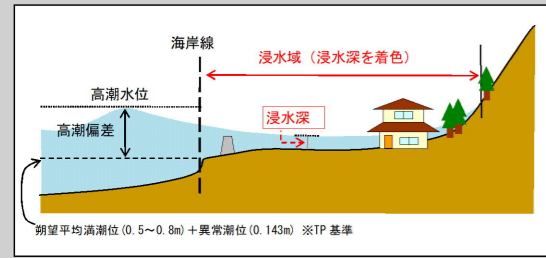 海岸線
浸水域（浸水深を着色）
高潮水位
浸水深
高潮偏差
朔望平均満潮位(0.5～0.8m)＋異常潮位(0.143m) ※TP 基準